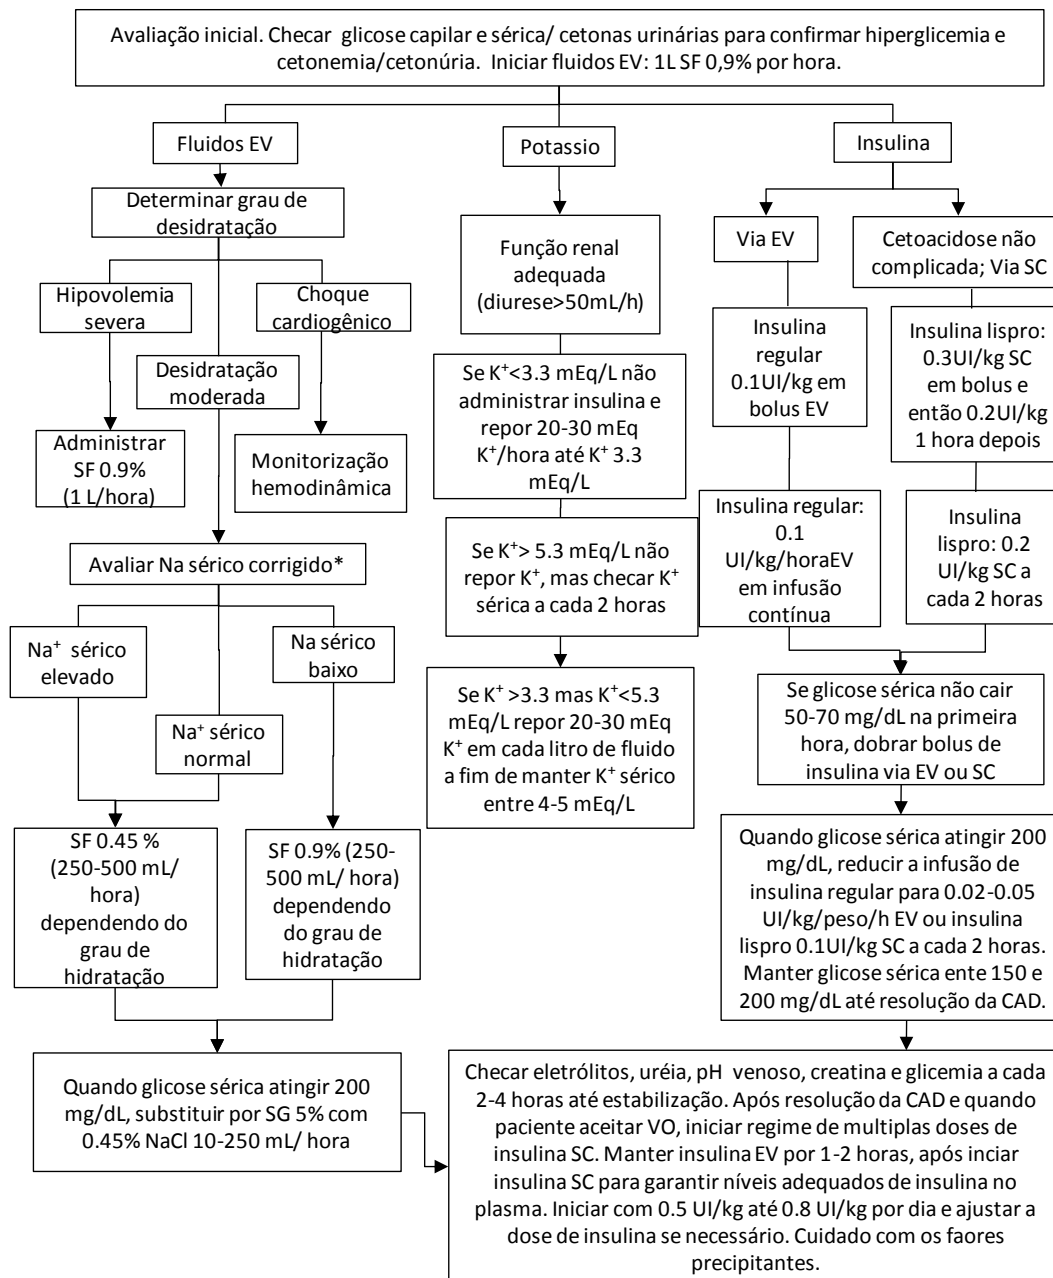 Avaliação inicial. Checar glicose capilar e sérica/ cetonas urinárias para confirmar hiperglicemia e
cetonemia/cetonúria. Iniciar fluidos EV: 1L SF 0,9% por hora.
Fluidos EV
Determinar grau de
desidratação
Hipovolemia
severa
Choque
cardiogênico
Desidratação
moderada
Administrar
SF 0.9%
(1 L/hora)
Monitorização
hemodinâmica
Avaliar Na sérico corrigido*
Na⁺ sérico
elevado
Na sérico
baixo
Na⁺ sérico
normal
SF 0.45 %
(250-500 mL/
hora)
dependendo do
grau de
hidratação
SF 0.9% (250-
500 mL/ hora)
dependendo
do grau de
hidratação
Quando glicose sérica atingir 200
mg/dL, substituir por SG 5% com
0.45% NaCl 10-250 mL/ hora
Potassio
Função renal
adequada
(diurese>50mL/h)
Se K⁺<3.3 mEq/L não
administrar insulina e
repor 20-30 mEq
K⁺/hora até K⁺ 3.3
mEq/L
Se K⁺> 5.3 mEq/L não
repor K⁺, mas checar K⁺
sérica a cada 2 horas
Se K⁺ >3.3 mas K⁺<5.3
mEq/L repor 20-30 mEq
K⁺ em cada litro de fluido
a fim de manter K⁺ sérico
entre 4-5 mEq/L
Insulina
Via EV
Insulina
regular
0.1UI/kg em
bolus EV
Insulina regular:
0.1
UI/kg/horaEV
em infusão
contínua
Cetoacidose não
complicada; Via SC
Insulina lispro:
0.3UI/kg SC
em bolus e
então 0.2UI/kg
1 hora depois
Insulina
lispro: 0.2
UI/kg SC a
cada 2 horas
Se glicose sérica não cair
50-70 mg/dL na primeira
hora, dobrar bolus de
insulina via EV ou SC
Quando glicose sérica atingir 200
mg/dL, reducir a infusão de
insulina regular para 0.02-0.05
UI/kg/peso/h EV ou insulina
lispro 0.1UI/kg SC a cada 2 horas.
Manter glicose sérica ente 150 e
200 mg/dL até resolução da CAD.
Checar eletrólitos, uréia, pH venoso, creatina e glicemia a cada
2-4 horas até estabilização. Após resolução da CAD e quando
paciente aceitar VO, iniciar regime de multiplas doses de
insulina SC. Manter insulina EV por 1-2 horas, após inciar
insulina SC para garantir níveis adequados de insulina no
plasma. Iniciar com 0.5 UI/kg até 0.8 UI/kg por dia e ajustar a
dose de insulina se necessário. Cuidado com os faores
precipitantes.